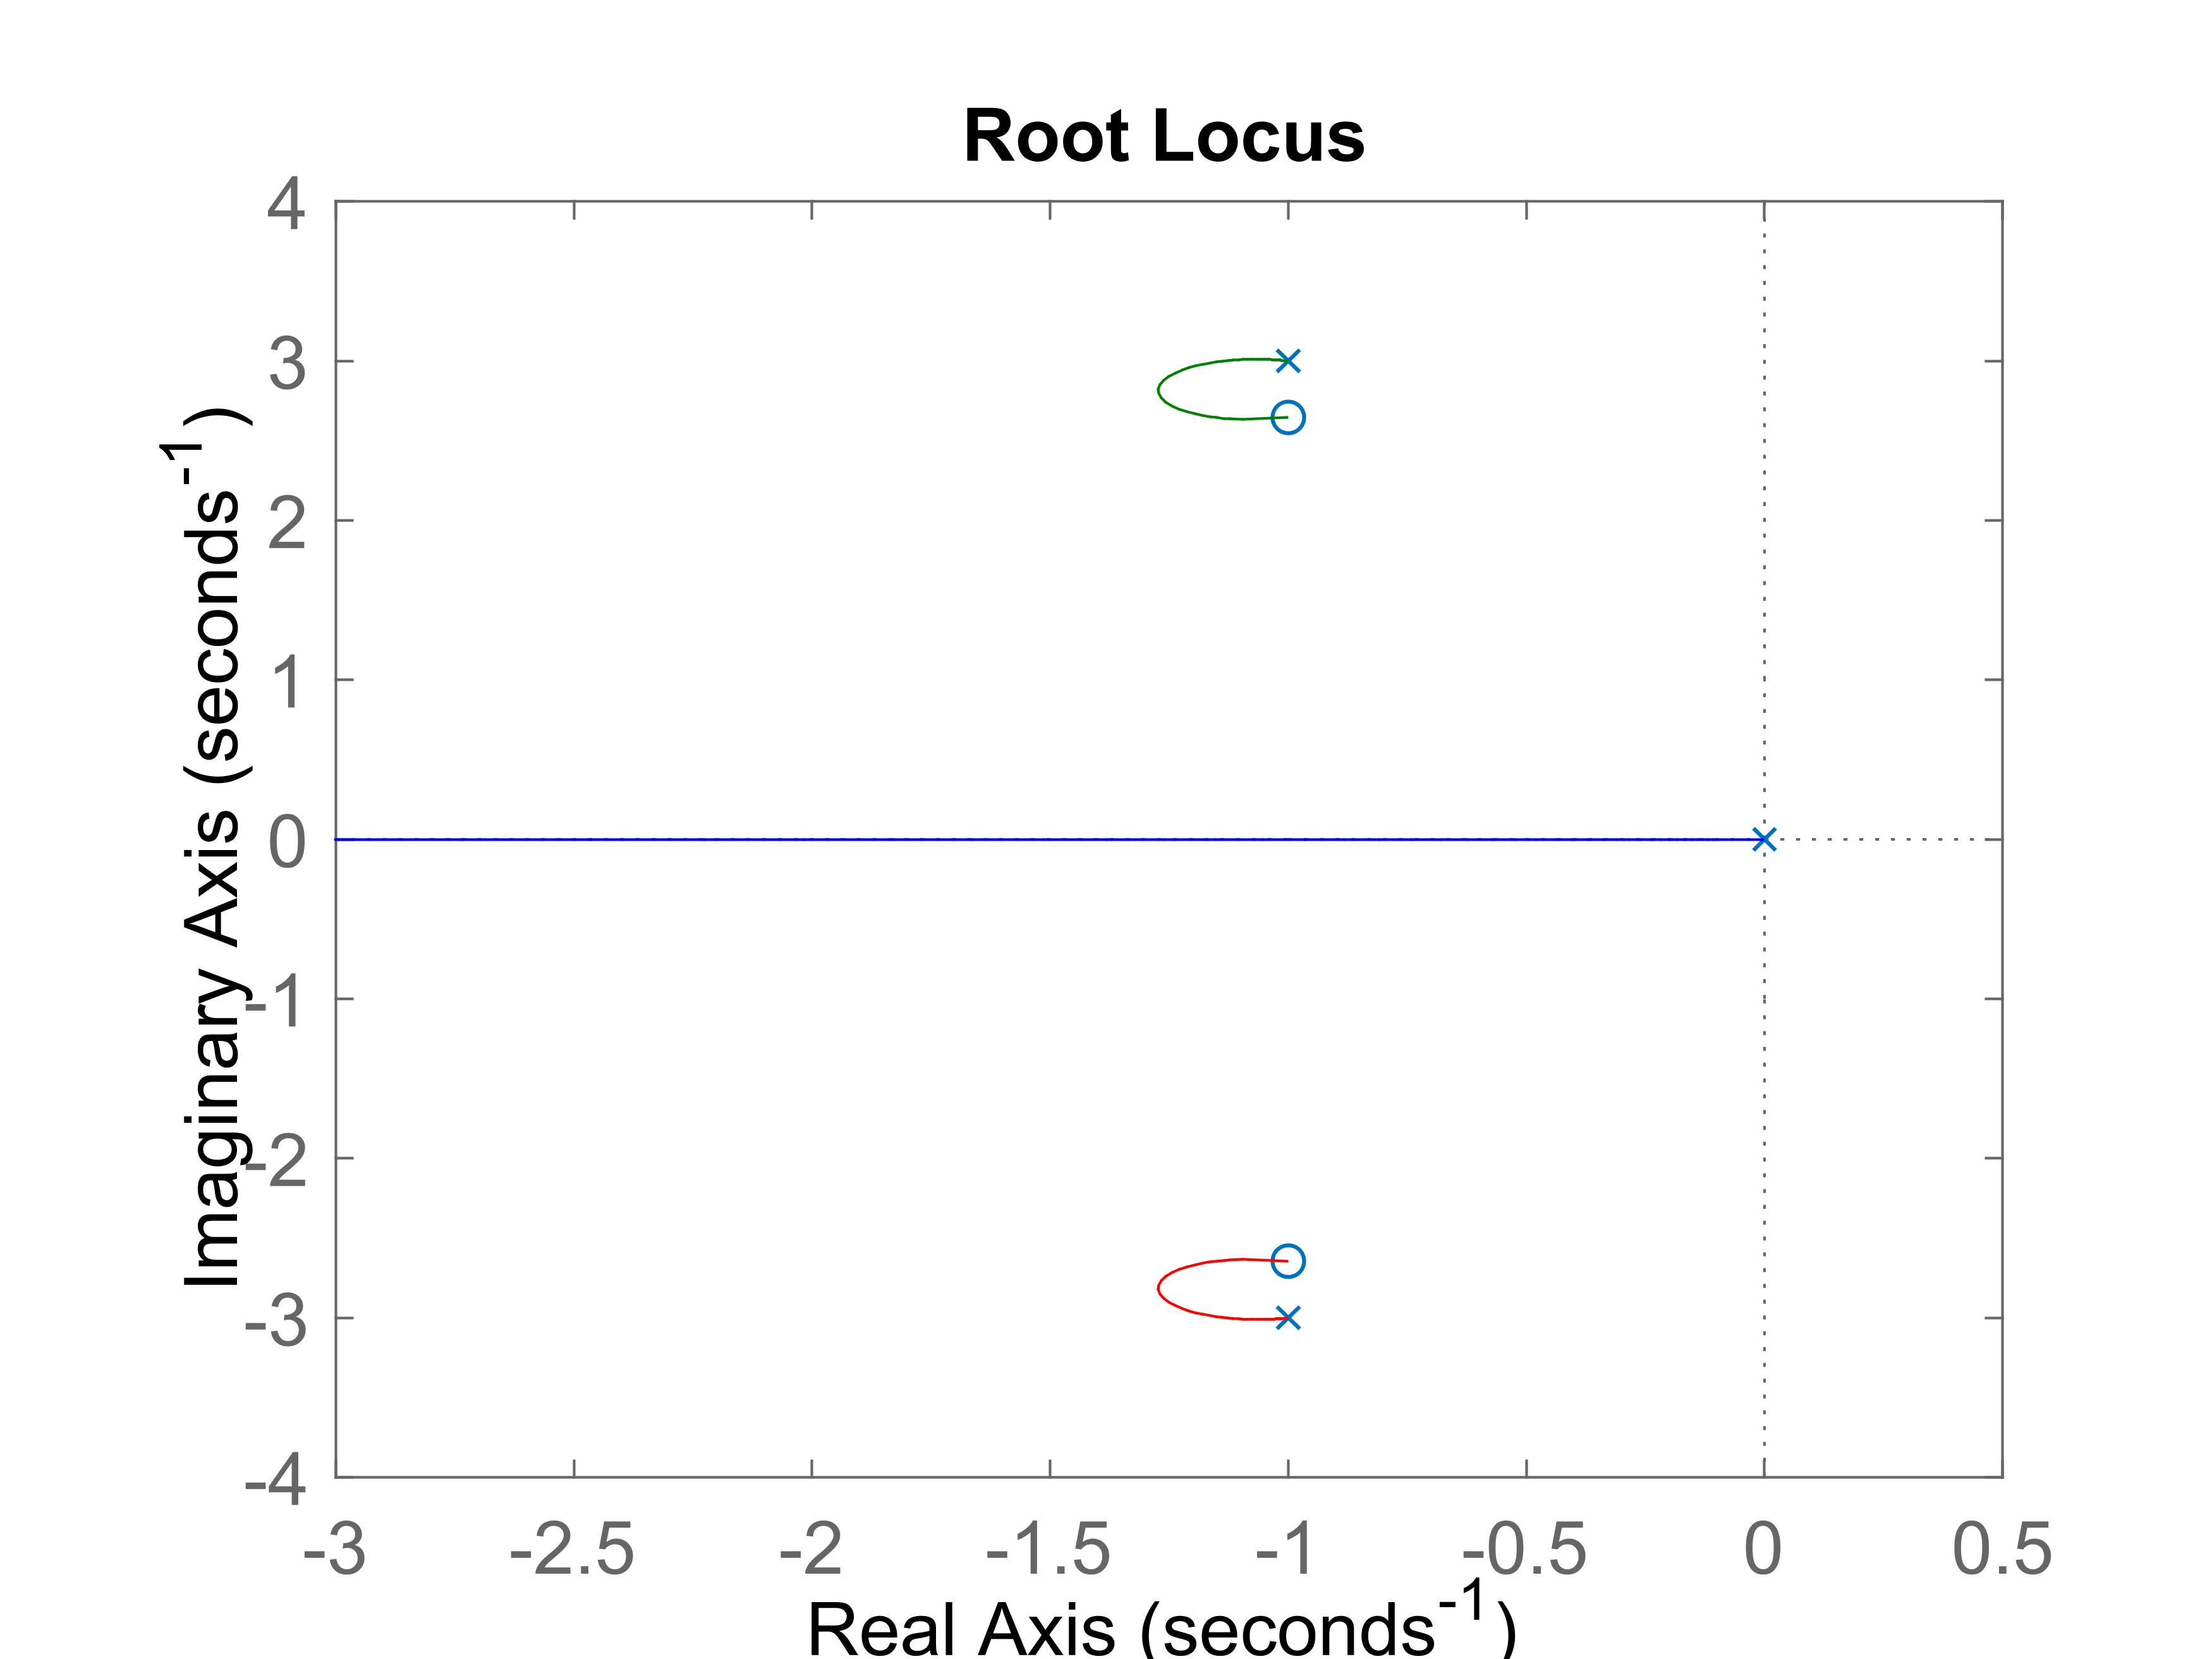 Root Locus
Imaginary Axis (seconds⁻¹)
4
3
2
1
0
-1
-2
-3
-4
-3 -2.5 -2 -1.5 -1 -0.5 0 0.5
Real Axis (seconds⁻¹)